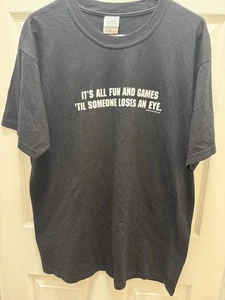 IT'S ALL FUN AND GAMES
'TIL SOMEONE LOSES AN EYE.